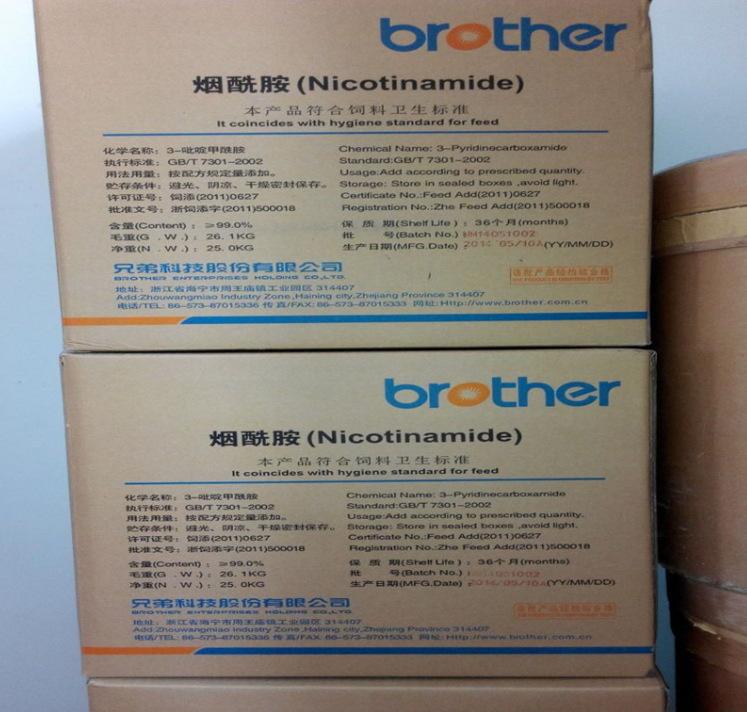 brother
烟酰胺(Nicotinamide)
本产品符合饲料卫生标准
It coincides with hygiene standard for feed
化学名称: 3-吡啶甲酰胺 Chemical Name: 3-Pyridinecarboxamide
执行标准: GB/T 7301-2002 Standard:GB/T 7301-2002
用法用量: 按配方规定量添加。 Usage:Add according to prescribed quantity.
贮存条件: 避光、阴凉、干燥密封保存。 Storage: Store in sealed boxes ,avoid light.
许可证号: 饲添(2011)0627 Certificate No.:Feed Add(2011)0627
批准文号: 浙饲添字(2011)500018 Registration No.:Zhe Feed Add(2011)500018
含量(Content) : ≥99.0% 保 质 期(Shelf Life) : 36个月(months)
毛重(G . W .) : 26.1KG 批 号(Batch No.) WM14051002
净重(N . W .) : 25.0KG 生产日期(MFG.Date) 2014/05/10A(YY/MM/DD)
兄弟科技股份有限公司
BROTHER ENTERPRISES HOLDING CO.,LTD.
地址: 浙江省海宁市周王庙镇工业园区 314407
Add:Zhouwangmiao Industry Zone,Haining city,Zhejiang Province 314407
电话/TEL: 86-573-87015336 传真/FAX: 86-573-87015333 网址: Http://www.brother.com.cn
brother
烟酰胺(Nicotinamide)
本产品符合饲料卫生标准
It coincides with hygiene standard for feed
化学名称: 3-吡啶甲酰胺 Chemical Name: 3-Pyridinecarboxamide
执行标准: GB/T 7301-2002 Standard:GB/T 7301-2002
用法用量: 按配方规定量添加。 Usage:Add according to prescribed quantity.
贮存条件: 避光、阴凉、干燥密封保存。 Storage: Store in sealed boxes ,avoid light.
许可证号: 饲添(2011)0627 Certificate No.:Feed Add(2011)0627
批准文号: 浙饲添字(2011)500018 Registration No.:Zhe Feed Add(2011)500018
含量(Content) : ≥99.0% 保 质 期(Shelf Life) : 36个月(months)
毛重(G . W .) : 26.1KG 批 号(Batch No.)
净重(N . W .) : 25.0KG 生产日期(MFG.Date) 2014/05/10A(YY/MM/DD)
兄弟科技股份有限公司
BROTHER ENTERPRISES HOLDING CO.,LTD.
地址: 浙江省海宁市周王庙镇工业园区 314407
Add:Zhouwangmiao Industry Zone,Haining city,Zhejiang Province 314407
电话/TEL: 86-573-87015336 传真/FAX: 86-573-87015333 网址: Http://www.brother.com.cn